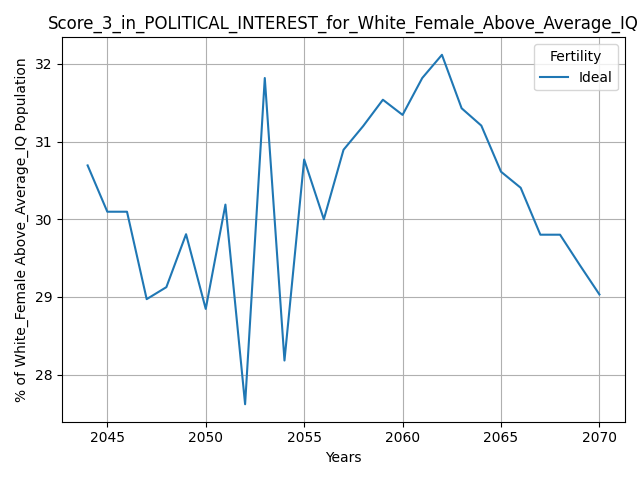 Score_3_in_POLITICAL_INTEREST_for_White_Female_Above_Average_IQ
% of White_Female Above_Average_IQ Population
32
31
30
29
28
Fertility
Ideal
2045 2050 2055 2060 2065 2070
Years